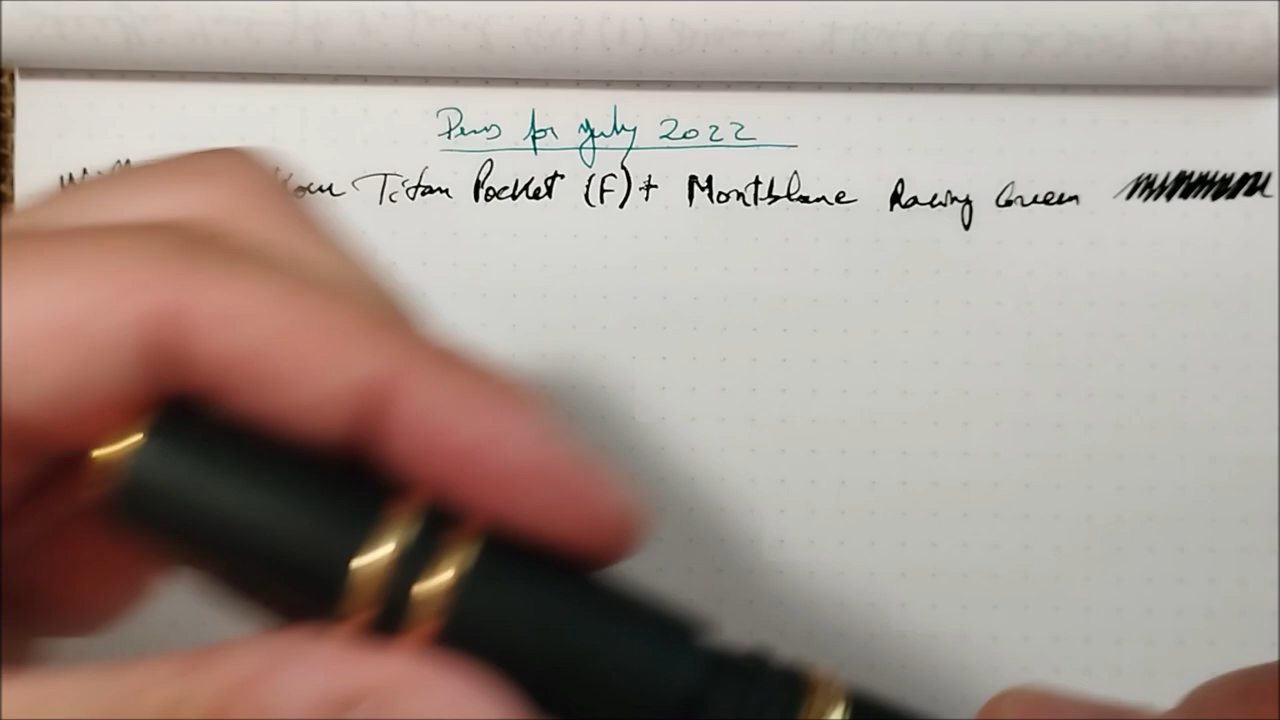 Pens for July 2022
Titan Pocket (F) + Montblanc Racing Green